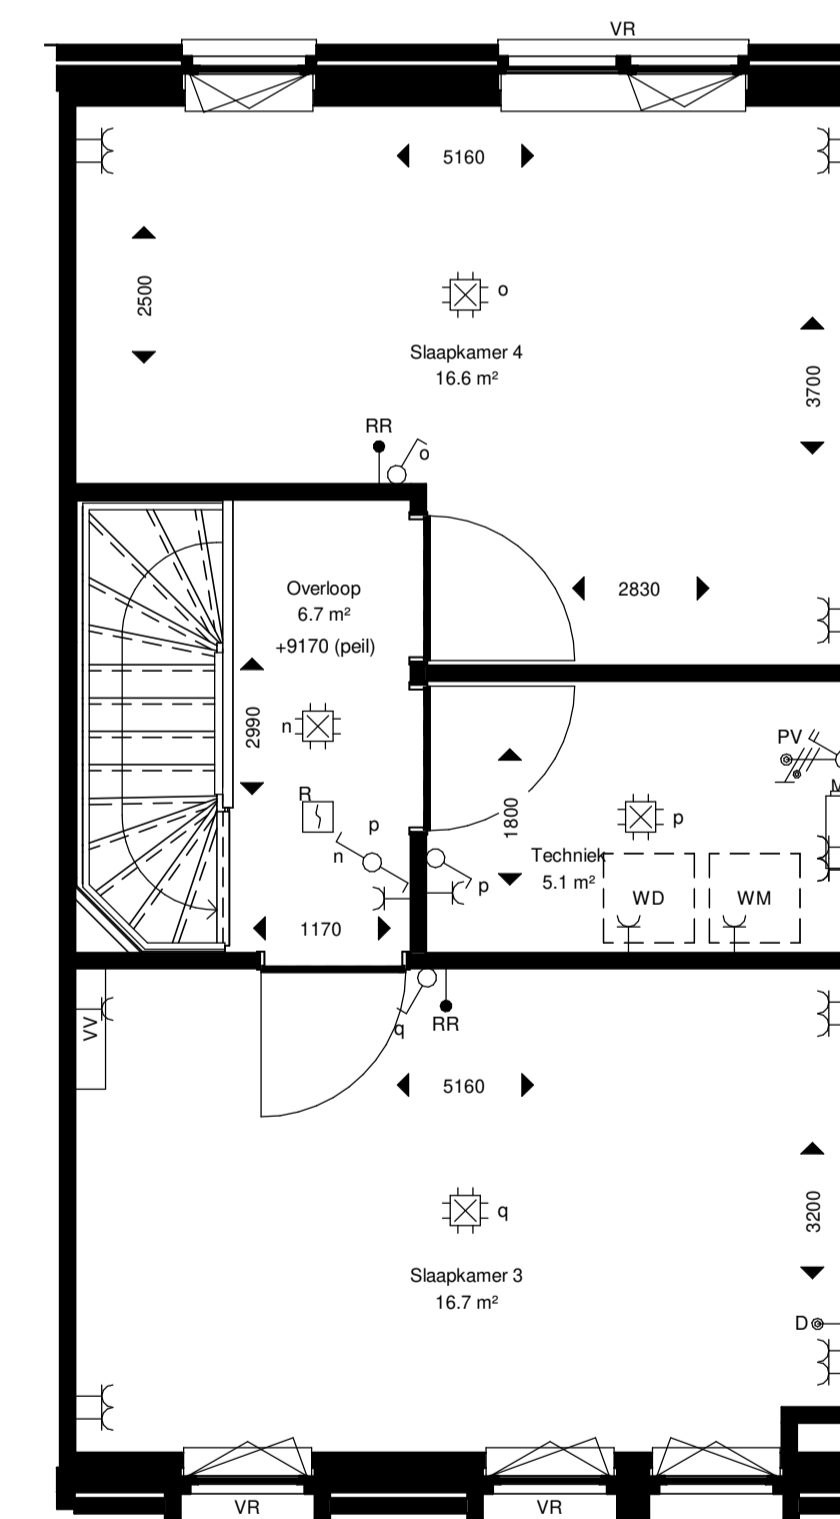 VR
5160
2500
o
Slaapkamer 4
16.6 m²
3700
RR
o
Overloop
6.7 m²
+9170 (peil)
2830
2990
n
PV
R
p
n
1800
p
Techniek
5.1 m²
p
WD
WM
1170
VV
q
RR
5160
q
3200
Slaapkamer 3
16.7 m²
D
VR
VR